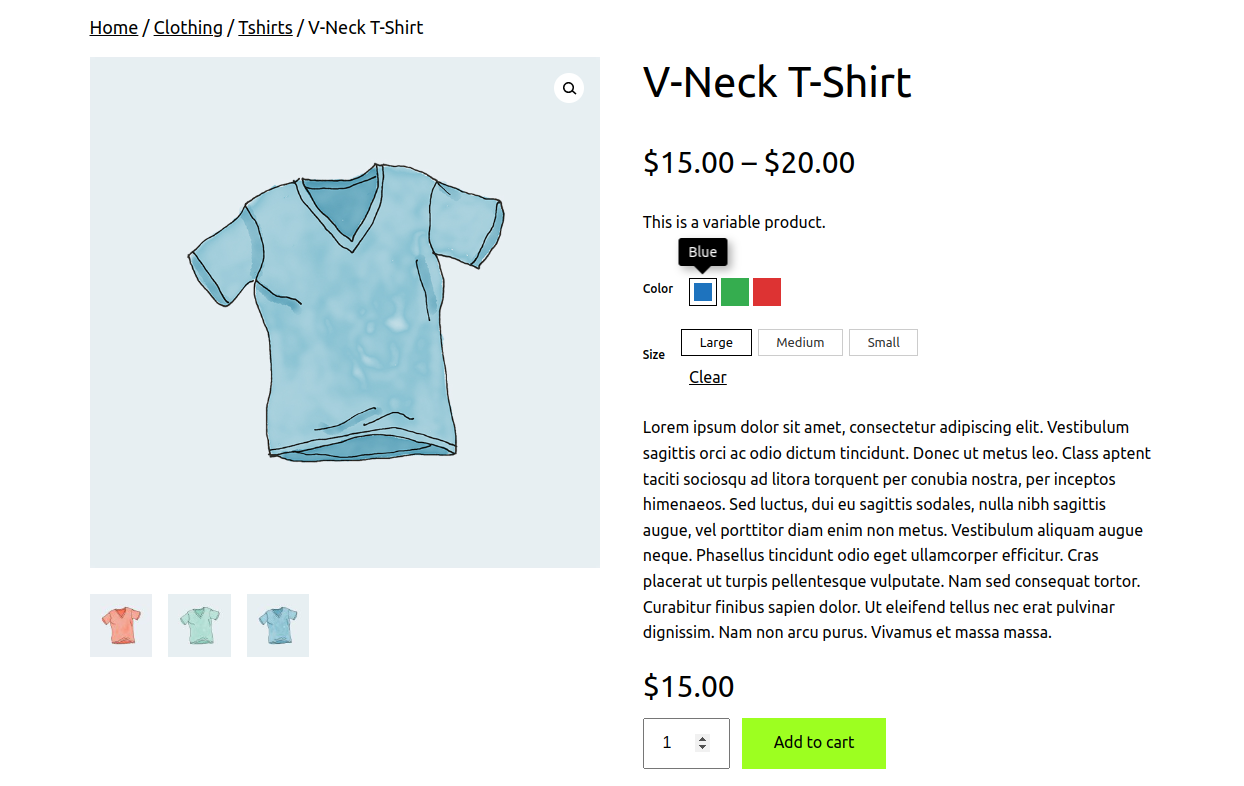 Home / Clothing / Tshirts / V-Neck T-Shirt
V-Neck T-Shirt
$15.00 – $20.00
This is a variable product.
Blue
Color
Size
Large
Medium
Small
Clear
Lorem ipsum dolor sit amet, consectetur adipiscing elit. Vestibulum
sagittis orci ac odio dictum tincidunt. Donec ut metus leo. Class aptent
taciti sociosqu ad litora torquent per conubia nostra, per inceptos
himenaeos. Sed luctus, dui eu sagittis sodales, nulla nibh sagittis
augue, vel porttitor diam enim non metus. Vestibulum aliquam augue
neque. Phasellus tincidunt odio eget ullamcorper efficitur. Cras
placerat ut turpis pellentesque vulputate. Nam sed consequat tortor.
Curabitur finibus sapien dolor. Ut eleifend tellus nec erat pulvinar
dignissim. Nam non arcu purus. Vivamus et massa massa.
$15.00
1
Add to cart